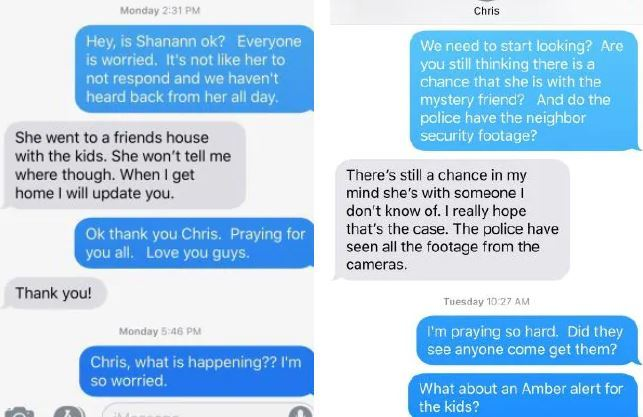 Monday 2:31 PM
Hey, is Shanann ok? Everyone
is worried. It's not like her to
not respond and we haven't
heard back from her all day.
She went to a friends house
with the kids. She won't tell me
where though. When I get
home I will update you.
Ok thank you Chris. Praying for
you all. Love you guys.
Thank you!
Monday 5:46 PM
Chris, what is happening?? I'm
so worried.
iMessage
Chris
We need to start looking? Are
you still thinking there is a
chance that she is with the
mystery friend? And do the
police have the neighbor
security footage?
There's still a chance in my
mind she's with someone I
don't know of. I really hope
that's the case. The police have
seen all the footage from the
cameras.
Tuesday 10:27 AM
I'm praying so hard. Did they
see anyone come get them?
What about an Amber alert for
the kids?